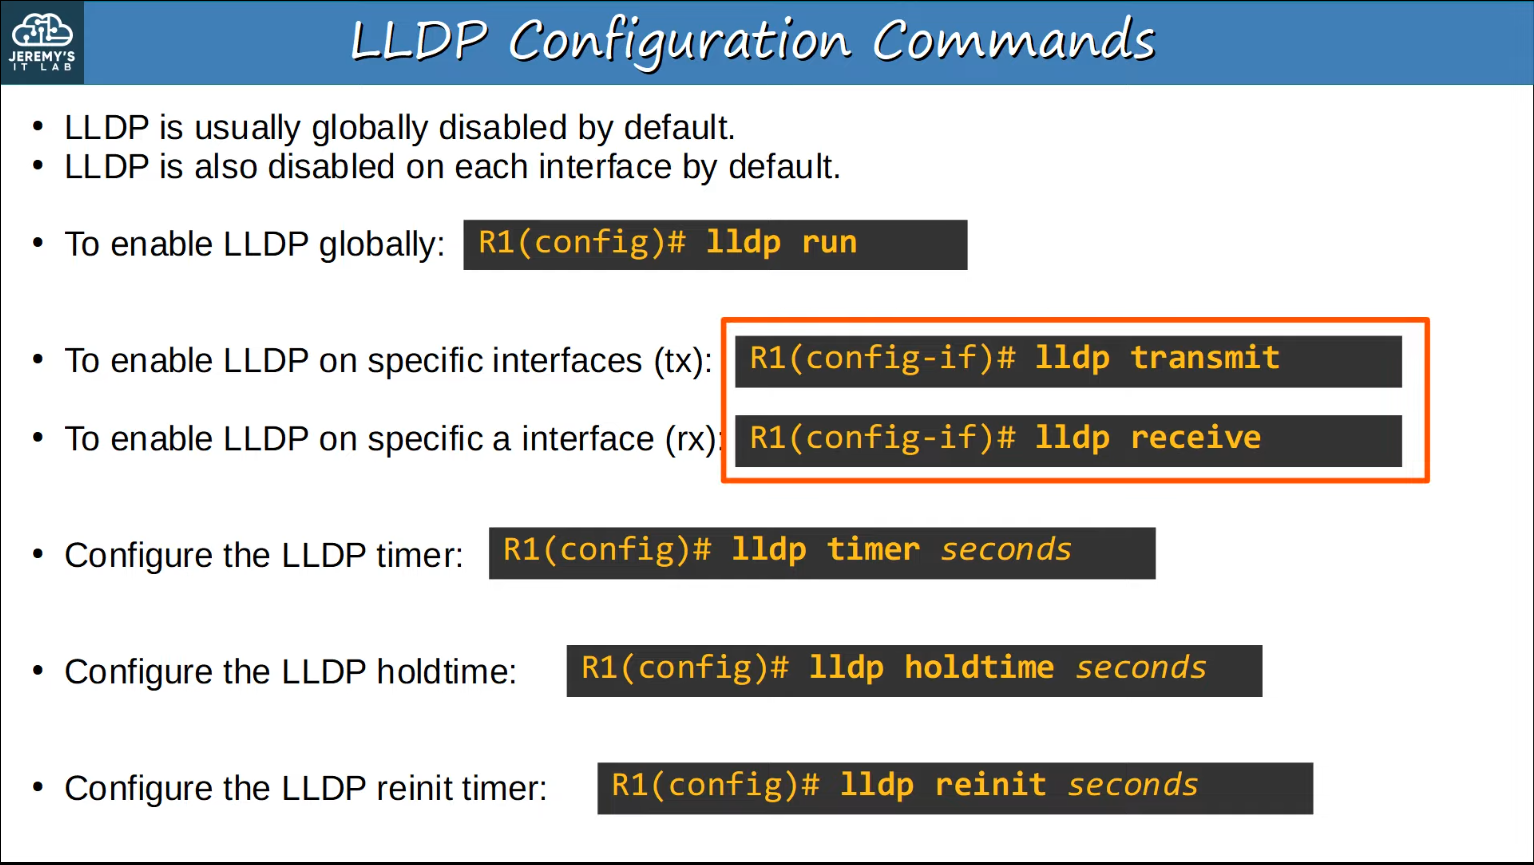 JEREMY'S
IT LAB
LLDP Configuration Commands
• LLDP is usually globally disabled by default.
• LLDP is also disabled on each interface by default.
• To enable LLDP globally: R1(config)# lldp run
• To enable LLDP on specific interfaces (tx): R1(config-if)# lldp transmit
• To enable LLDP on specific a interface (rx): R1(config-if)# lldp receive
• Configure the LLDP timer: R1(config)# lldp timer seconds
• Configure the LLDP holdtime: R1(config)# lldp holdtime seconds
• Configure the LLDP reinit timer: R1(config)# lldp reinit seconds